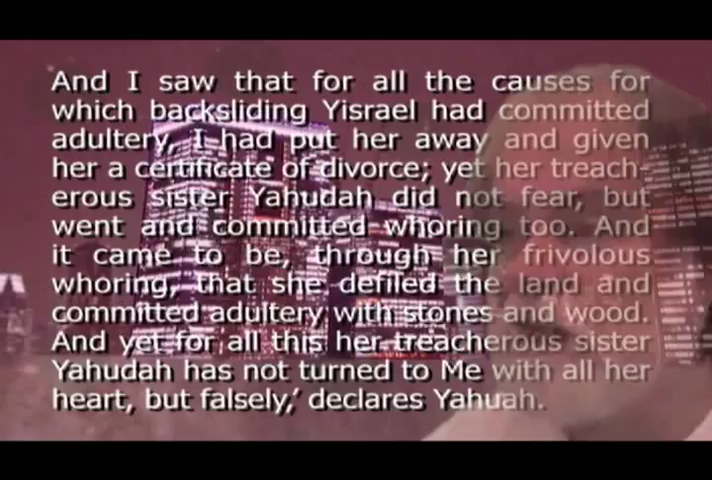 And I saw that for all the causes for
which backsliding Yisrael had committed
adultery, I had put her away and given
her a certificate of divorce; yet her treach-
erous sister Yahudah did not fear, but
went and committed whoring too. And
it came to be, through her frivolous
whoring, that she defiled the land and
committed adultery with stones and wood.
And yet for all this her treacherous sister
Yahudah has not turned to Me with all her
heart, but falsely,’ declares Yahuah.